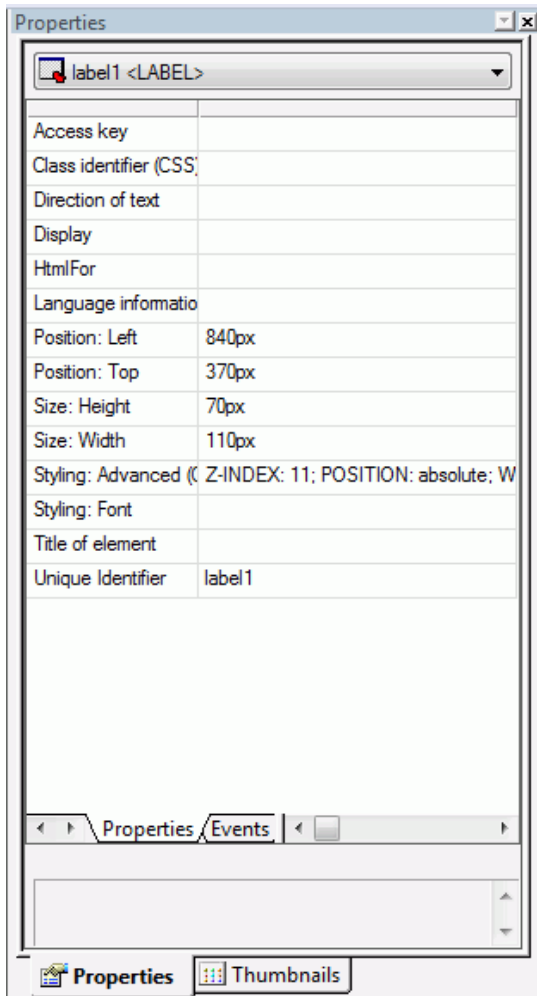 Properties
label1 <LABEL>
Access key
Class identifier (CSS)
Direction of text
Display
HtmlFor
Language informatio
Position: Left 840px
Position: Top 370px
Size: Height 70px
Size: Width 110px
Styling: Advanced (C Z-INDEX: 11; POSITION: absolute; W
Styling: Font
Title of element
Unique Identifier label1
Properties Events
Properties Thumbnails